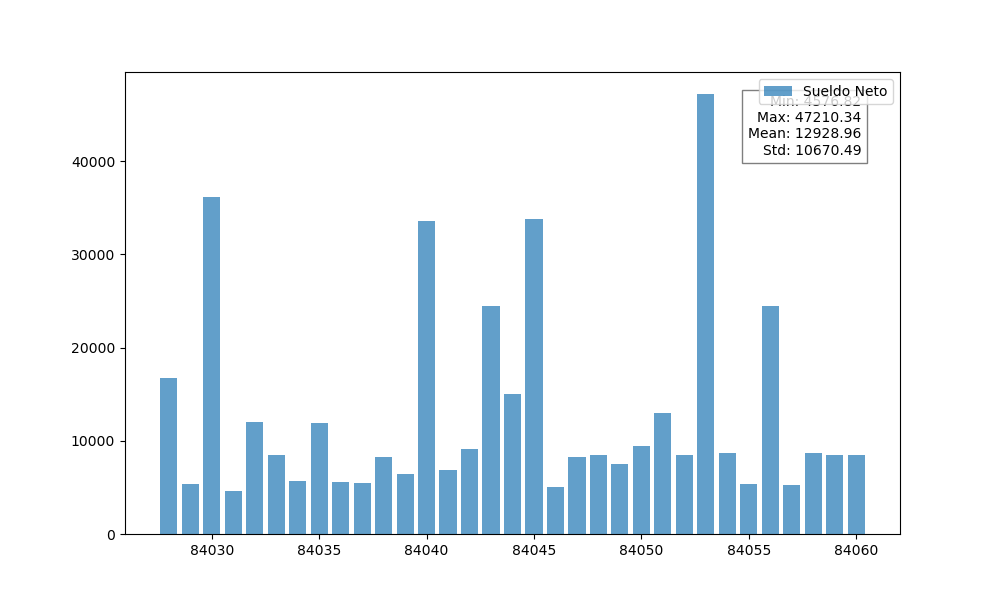 Sueldo Neto
Min: 4576.82
Max: 47210.34
Mean: 12928.96
Std: 10670.49
40000
30000
20000
10000
0
84030 84035 84040 84045 84050 84055 84060